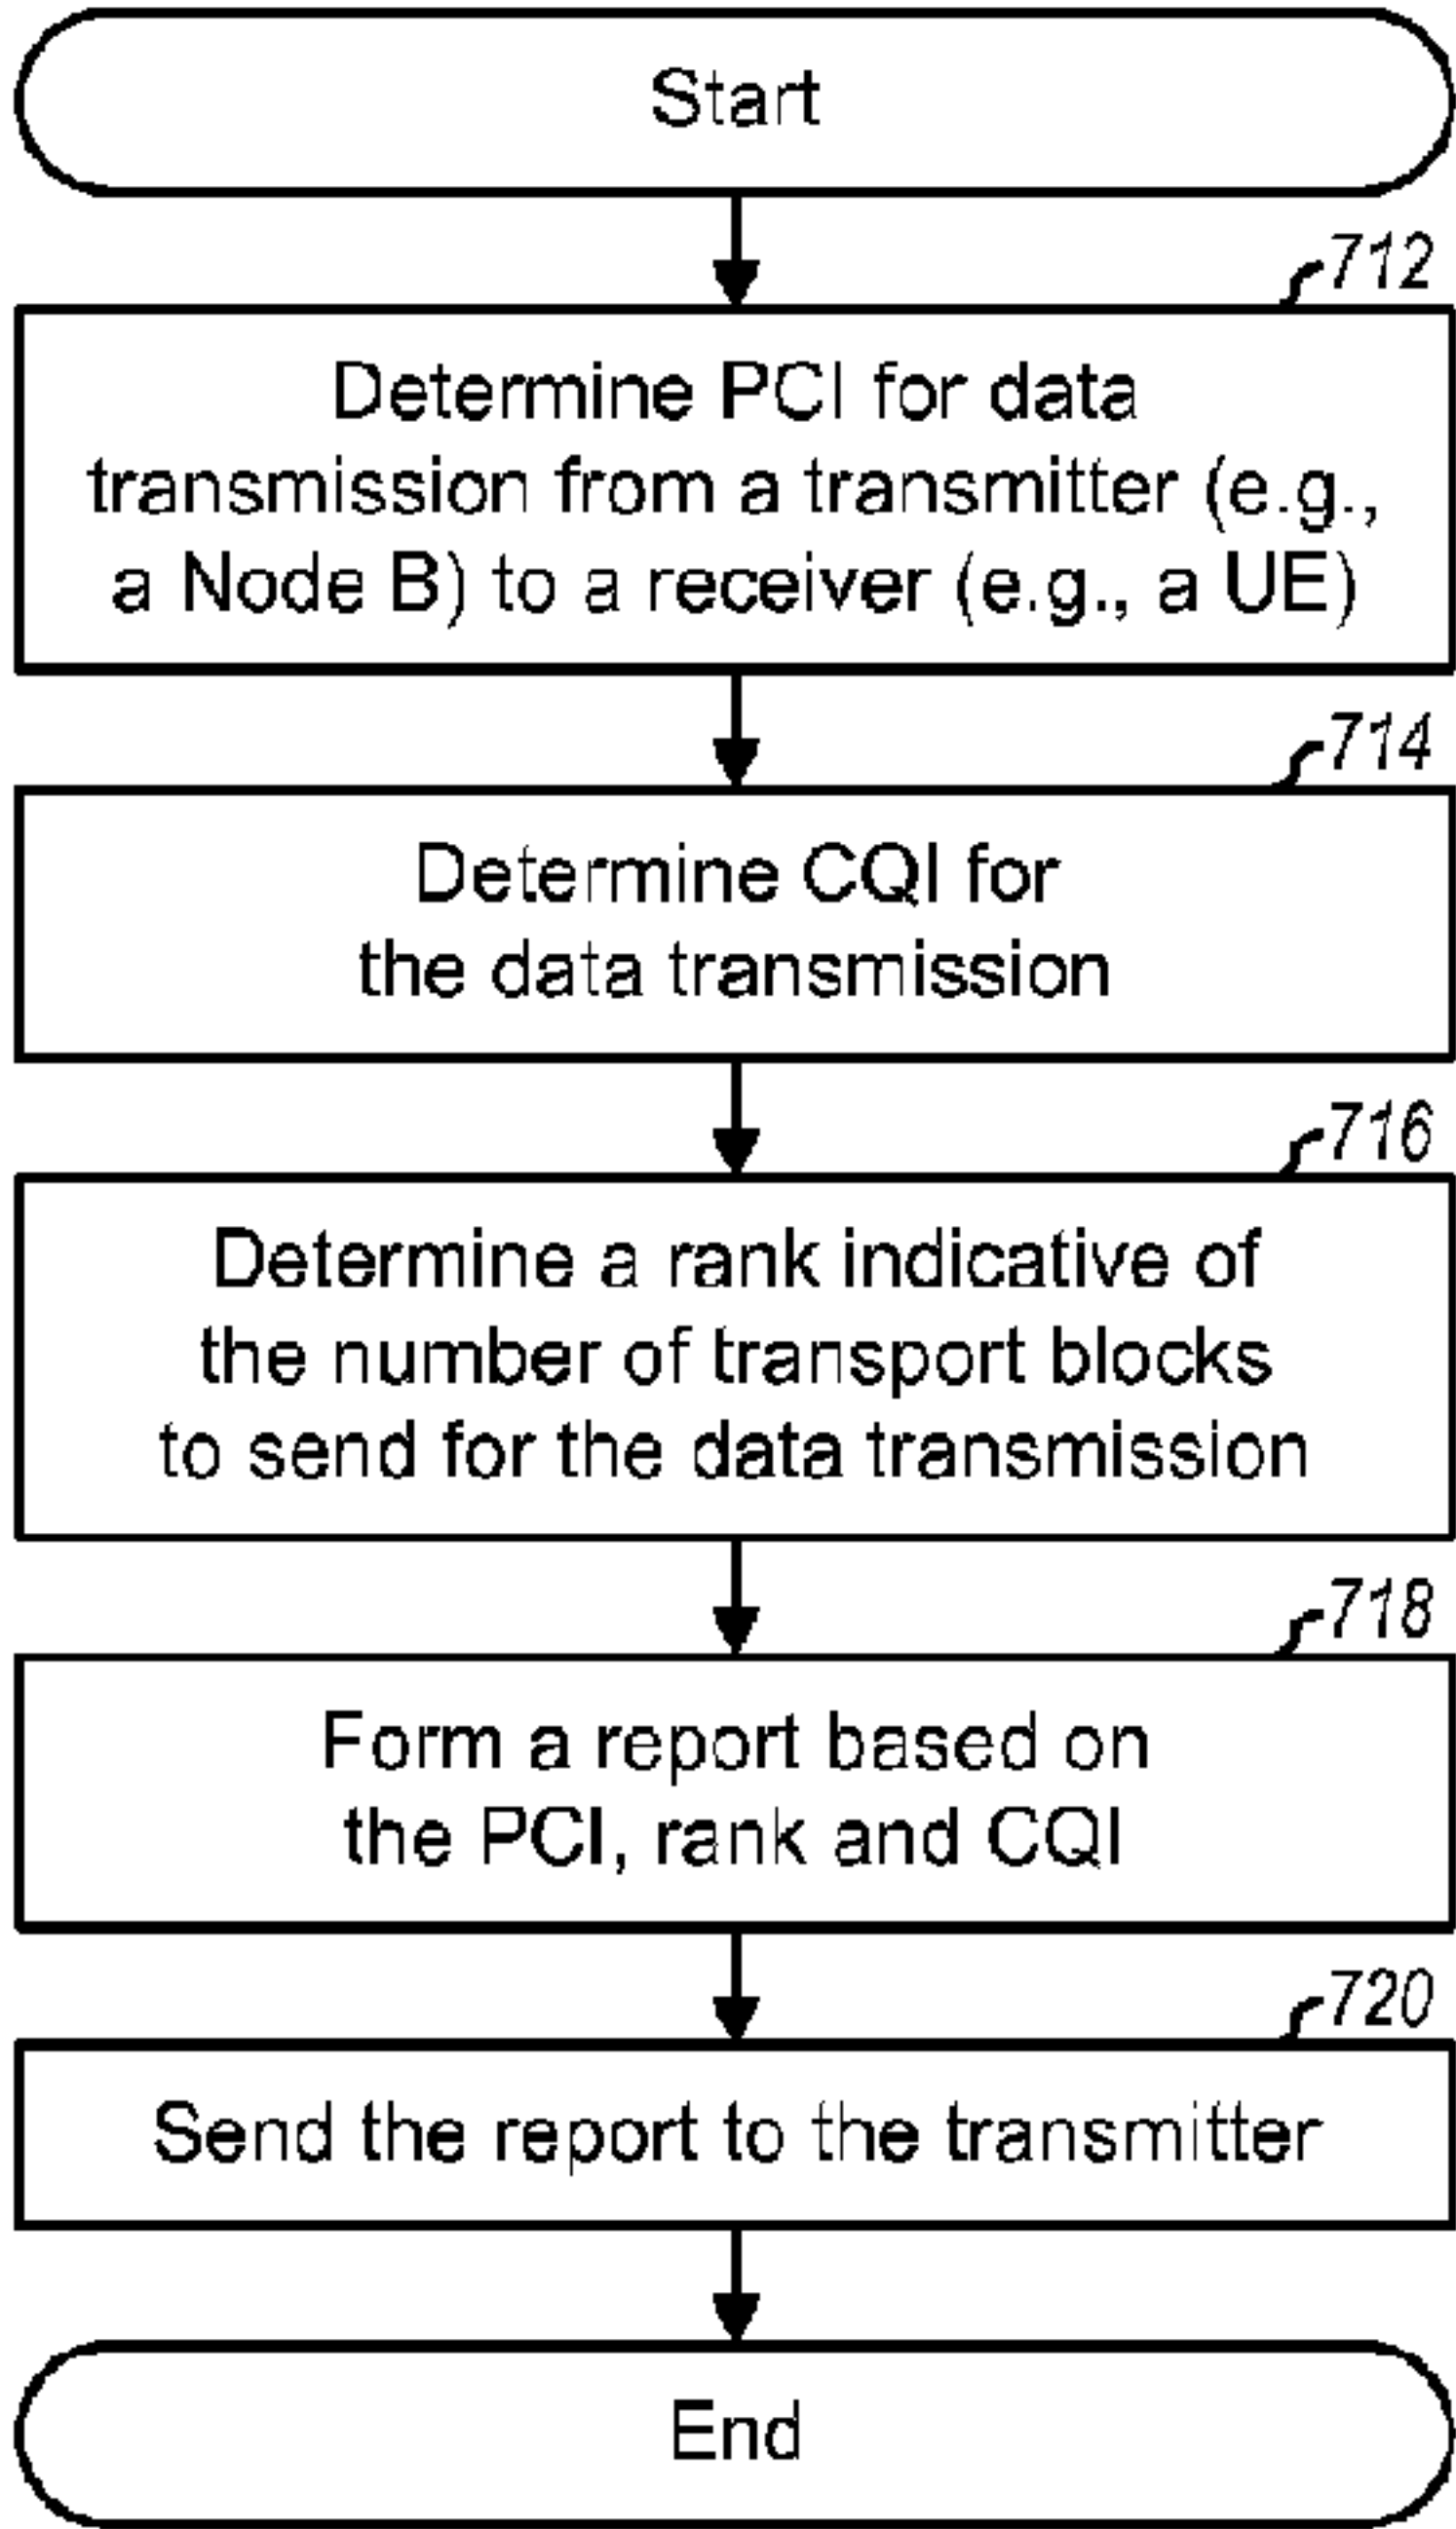 Start
712
Determine PCI for data
transmission from a transmitter (e.g.,
a Node B) to a receiver (e.g., a UE)
714
Determine CQI for
the data transmission
716
Determine a rank indicative of
the number of transport blocks
to send for the data transmission
718
Form a report based on
the PCI, rank and CQI
720
Send the report to the transmitter
End